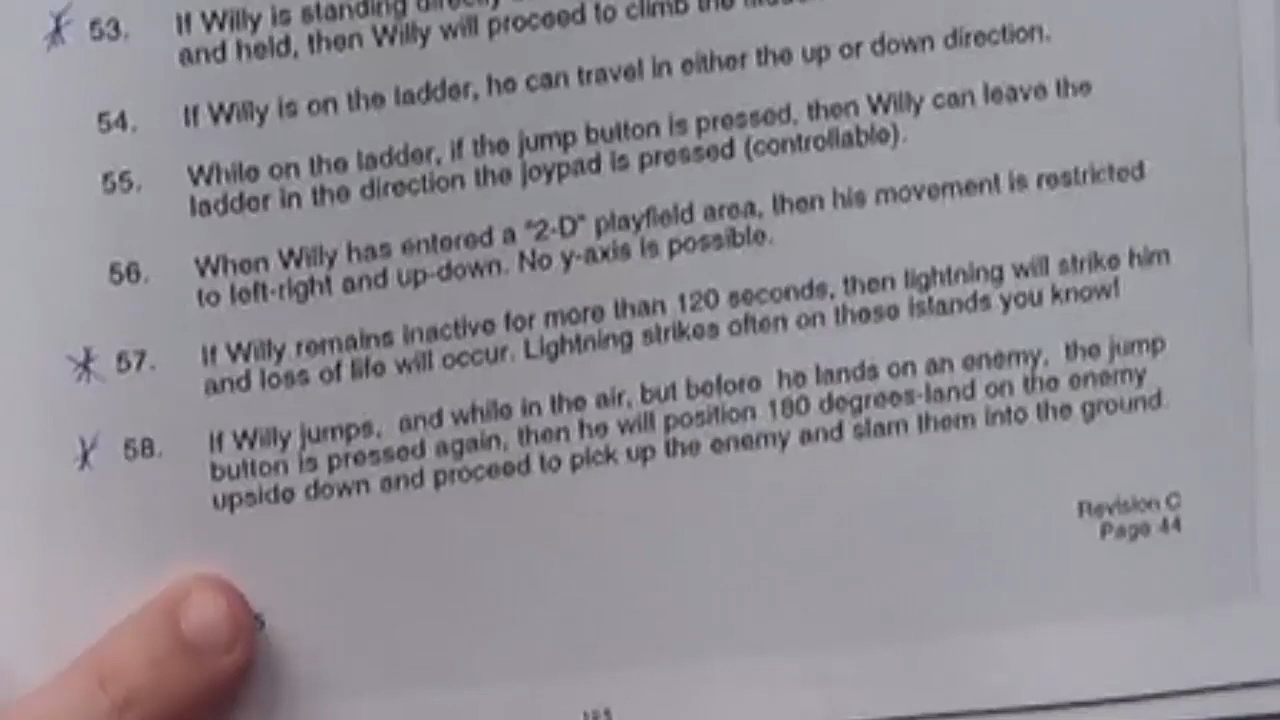 53. If Willy is standing directly
and held, then Willy will proceed to climb the
54. If Willy is on the ladder, he can travel in either the up or down direction.
55. While on the ladder, if the jump button is pressed, then Willy can leave the
ladder in the direction the joypad is pressed (controllable).
56. When Willy has entered a "2-D" playfield area, then his movement is restricted
to left-right and up-down. No y-axis is possible.
57. If Willy remains inactive for more than 120 seconds, then lightning will strike him
and loss of life will occur. Lightning strikes often on these islands you know!
58. If Willy jumps, and while in the air, but before he lands on an enemy, the jump
button is pressed again, then he will position 180 degrees-land on the enemy
upside down and proceed to pick up the enemy and slam them into the ground.
Revision C
Page 44